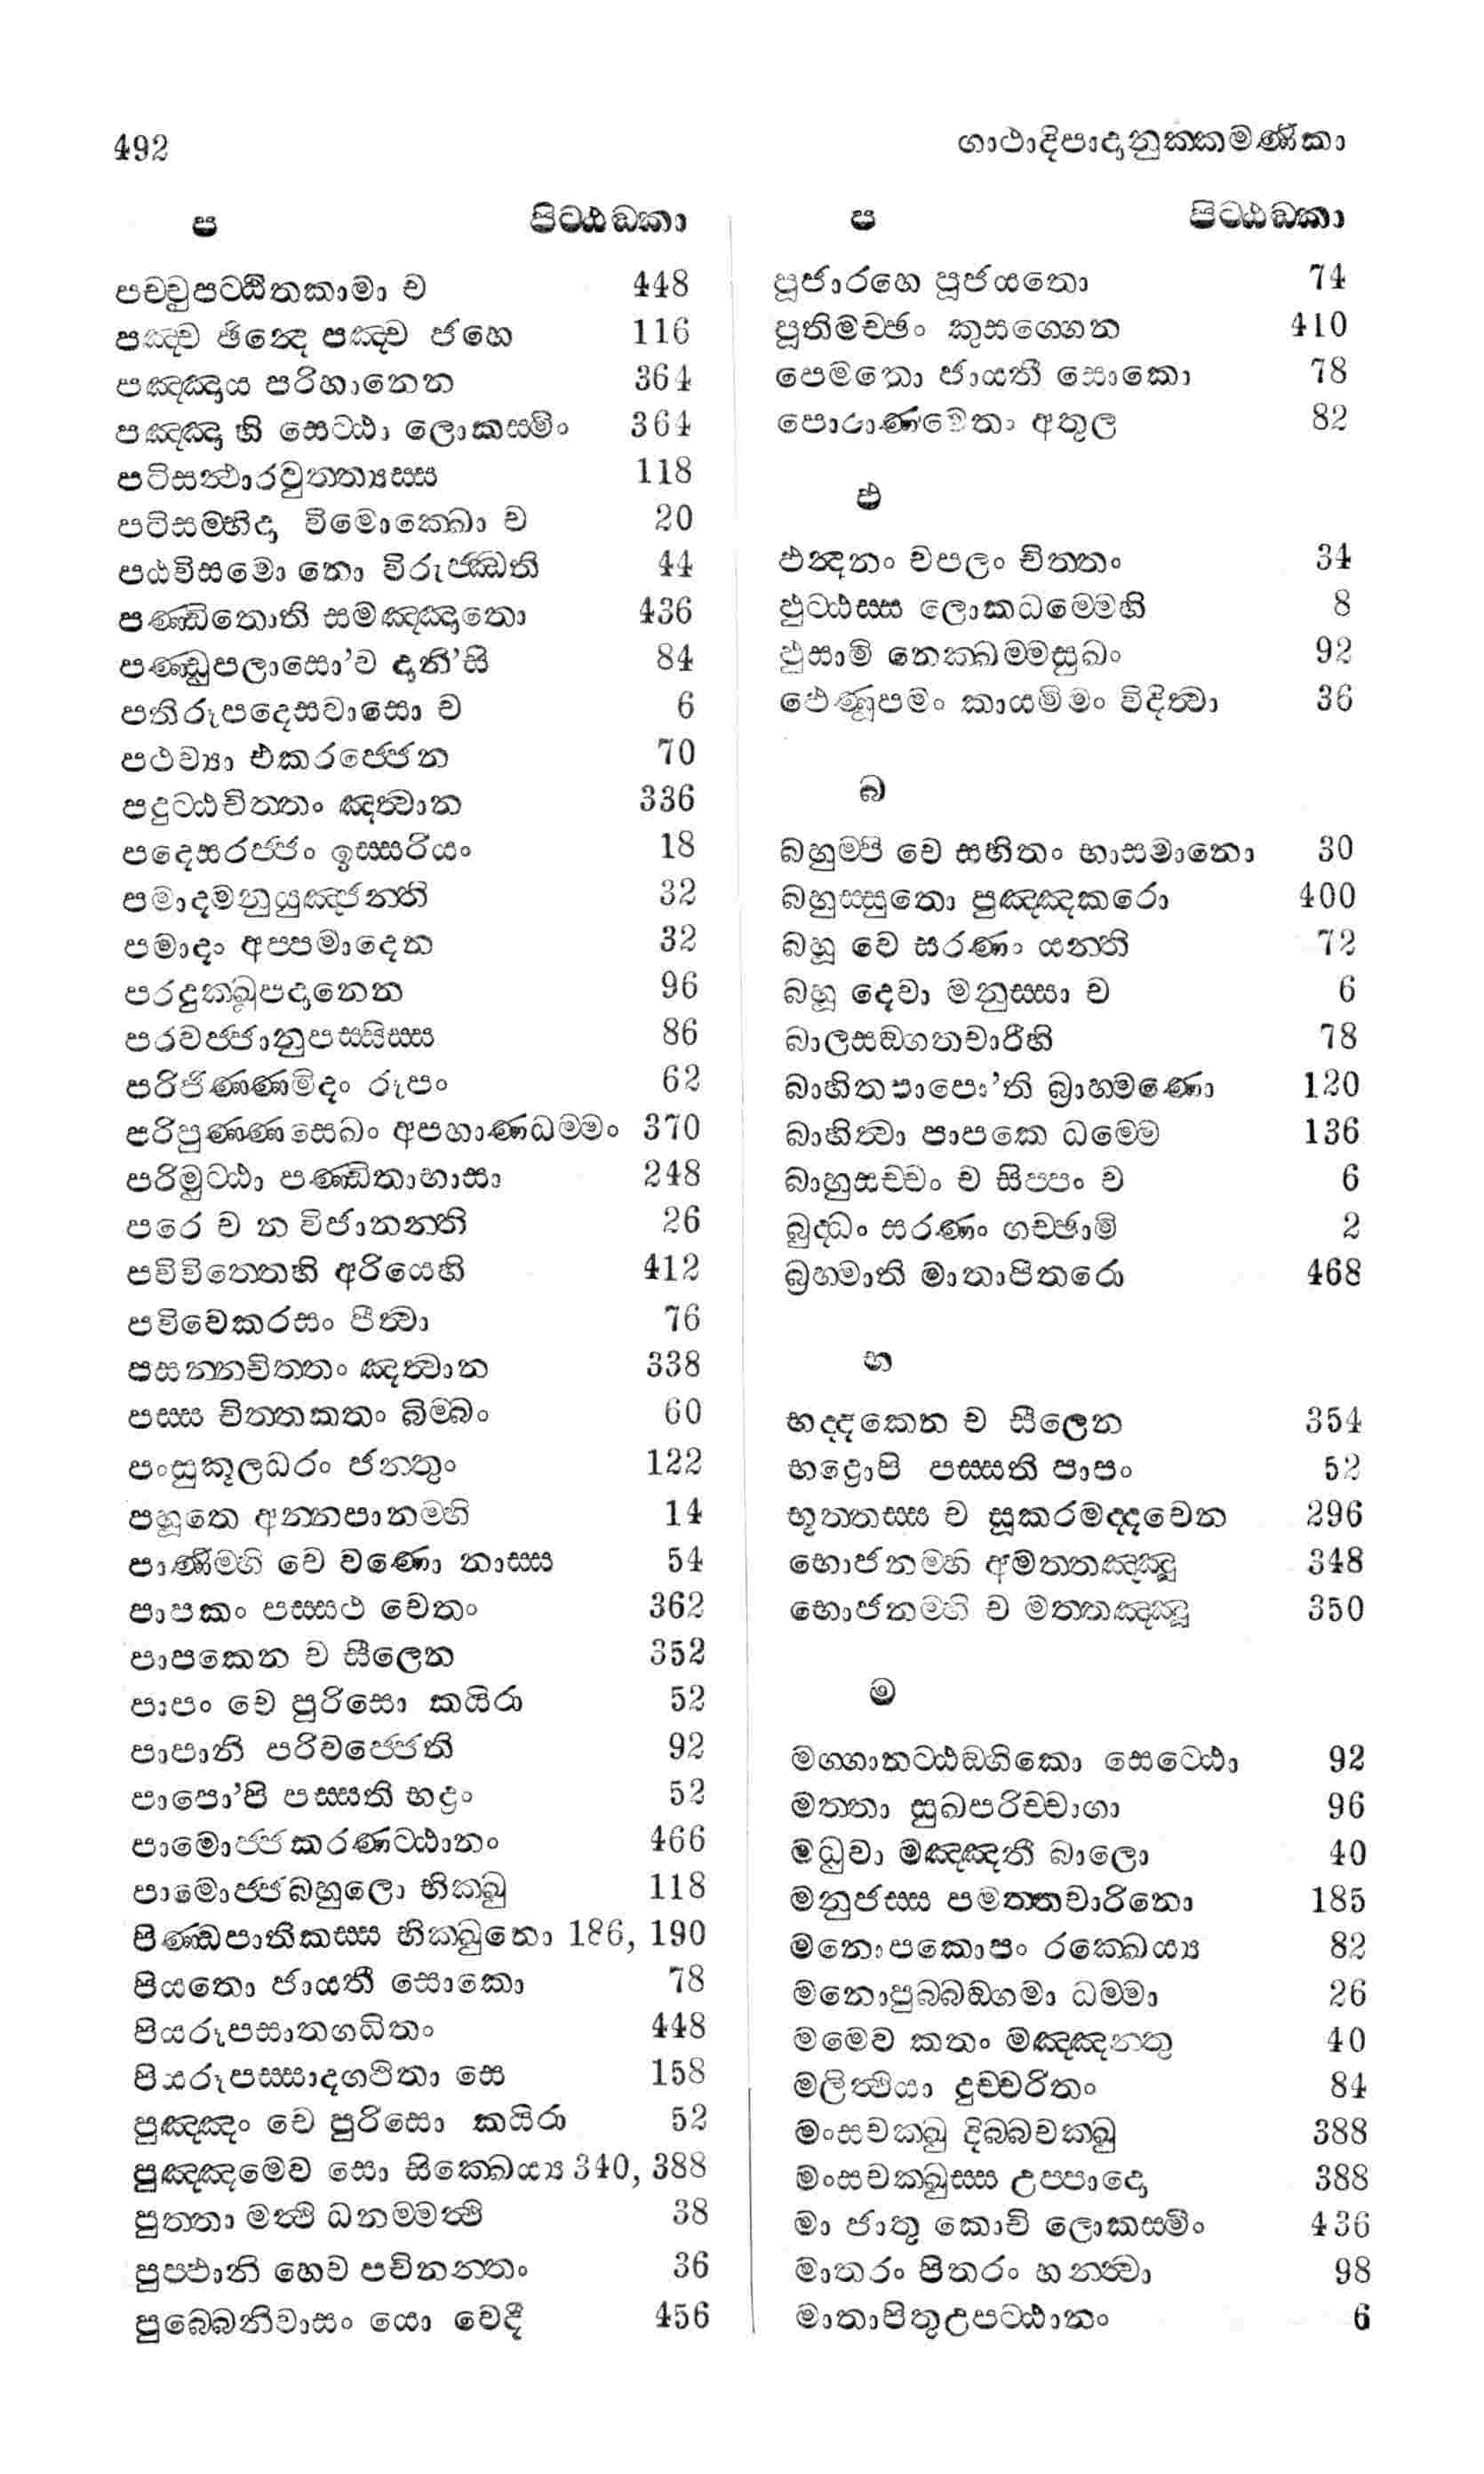 492
ගාථාදිපාදානුක්කමණිකා
ප පිට්ඨඞ්කා
පච්චුපට්ඨිතකාමා ච 448
පඤ්ච ඡින්දෙ පඤ්ච ජහෙ 116
පඤ්ඤාය පරිහානෙන 364
පඤ්ඤා හි සෙට්ඨා ලොකස්මිං 364
පටිසන්ථාරවුත්ත්‍යස්ස 118
පටිසම්භිදා විමොක්ඛො ච 20
පඨවිසමො නො විරුජ්ඣති 44
පණ්ඩිතොති සමඤ්ඤාතො 436
පණ්ඩුපලාසො’ව දානි’සි 84
පතිරූපදෙසවාසො ච 6
පථව්‍යා එකරජ්ජෙන 70
පදුට්ඨචිත්තං ඤත්වාන 336
පදෙසරජ්ජං ඉස්සරියං 18
පමාදමනුයුඤ්ජන්ති 32
පමාදං අප්පමාදෙන 32
පරදුක්ඛූපදානෙන 96
පරවජ්ජානුපස්සිස්ස 86
පරිජිණ්ණමිදං රූපං 62
පරිපුණ්ණසෙඛං අපහාණධම්මං 370
පරිමුට්ඨා පණ්ඩිතාභාසා 248
පරෙ ච න විජානන්ති 26
පවිවිත්තෙහි අරියෙහි 412
පවිවෙකරසං පීත්වා 76
පසන්නචිත්තං ඤත්වාන 338
පස්ස චිත්තකතං බිම්බං 60
පංසුකූලධරං ජන්තුං 122
පහූතෙ අන්නපානම්හි 14
පාණිම්හි චෙ වණො නාස්ස 54
පාපකං පස්සථ චෙතං 362
පාපකෙන ච සීලෙන 352
පාපං චෙ පුරිසො කයිරා 52
පාපානි පරිවජ්ජෙති 92
පාපො’පි පස්සති භද්‍රං 52
පාමොජ්ජකරණට්ඨානං 466
පාමොජ්ජබහුලො භික්ඛු 118
පිණ්ඩපාතිකස්ස භික්ඛුනො 186, 190
පියතො ජායතී සොකො 78
පියරූපසාතගධිතං 448
පියරූපස්සාදගථිතා සෙ 158
පුඤ්ඤං චෙ පුරිසො කයිරා 52
පුඤ්ඤමෙව සො සික්ඛෙය්‍ය 340, 388
පුත්තා මත්ථි ධනම්මත්ථි 38
පුප්ඵානි හෙව පචිනන්තං 36
පුබ්බෙනිවාසං යො වෙදී 456
ප පිට්ඨඞ්කා
පූජාරහෙ පූජයතො 74
පූතිමච්ඡං කුසග්ගෙන 410
පෙමතො ජායතී සොකො 78
පොරාණමෙතං අතුල 82
ඵ
ඵන්දනං චපලං චිත්තං 34
ඵුට්ඨස්ස ලොකධම්මෙහි 8
ඵුසාමි නෙක්ඛම්මසුඛං 92
ඵෙණූපමං කායමිමං විදිත්වා 36
බ
බහුම්පි චෙ සහිතං භාසමානො 30
බහුස්සුතො පුඤ්ඤකරො 400
බහූ වෙ සරණං යන්ති 72
බහූ දෙවා මනුස්සා ච 6
බාලසඞ්ගතචාරීහි 78
බාහිතපාපො’ති බ්‍රාහ්මණො 120
බාහිත්වා පාපකෙ ධම්මෙ 136
බාහුසච්චං ච සිප්පං ච 6
බුද්ධං සරණං ගච්ඡාමි 2
බ්‍රහ්මාති මාතාපිතරො 468
භ
භද්දකෙන ච සීලෙන 354
භද්‍රොපි පස්සති පාපං 52
භුත්තස්ස ච සූකරමද්දවෙන 296
භොජනම්හි අමත්තඤ්ඤූ 348
භොජනම්හි ච මත්තඤ්ඤූ 350
ම
මග්ගානට්ඨඞ්ගිකො සෙට්ඨො 92
මත්තා සුඛපරිච්චාගා 96
මධුවා මඤ්ඤතී බාලො 40
මනුජස්ස පමත්තචාරිනො 185
මනොපකොපං රක්ඛෙය්‍ය 82
මනොපුබ්බඞ්ගමා ධම්මා 26
මමෙව කතං මඤ්ඤන්තු 40
මලිත්ථියා දුච්චරිතං 84
මංසචක්ඛු දිබ්බචක්ඛු 388
මංසචක්ඛුස්ස උප්පාදො 388
මා ජාතු කොචි ලොකස්මිං 436
මාතරං පිතරං හන්ත්වා 98
මාතාපිතුඋපට්ඨානං 6